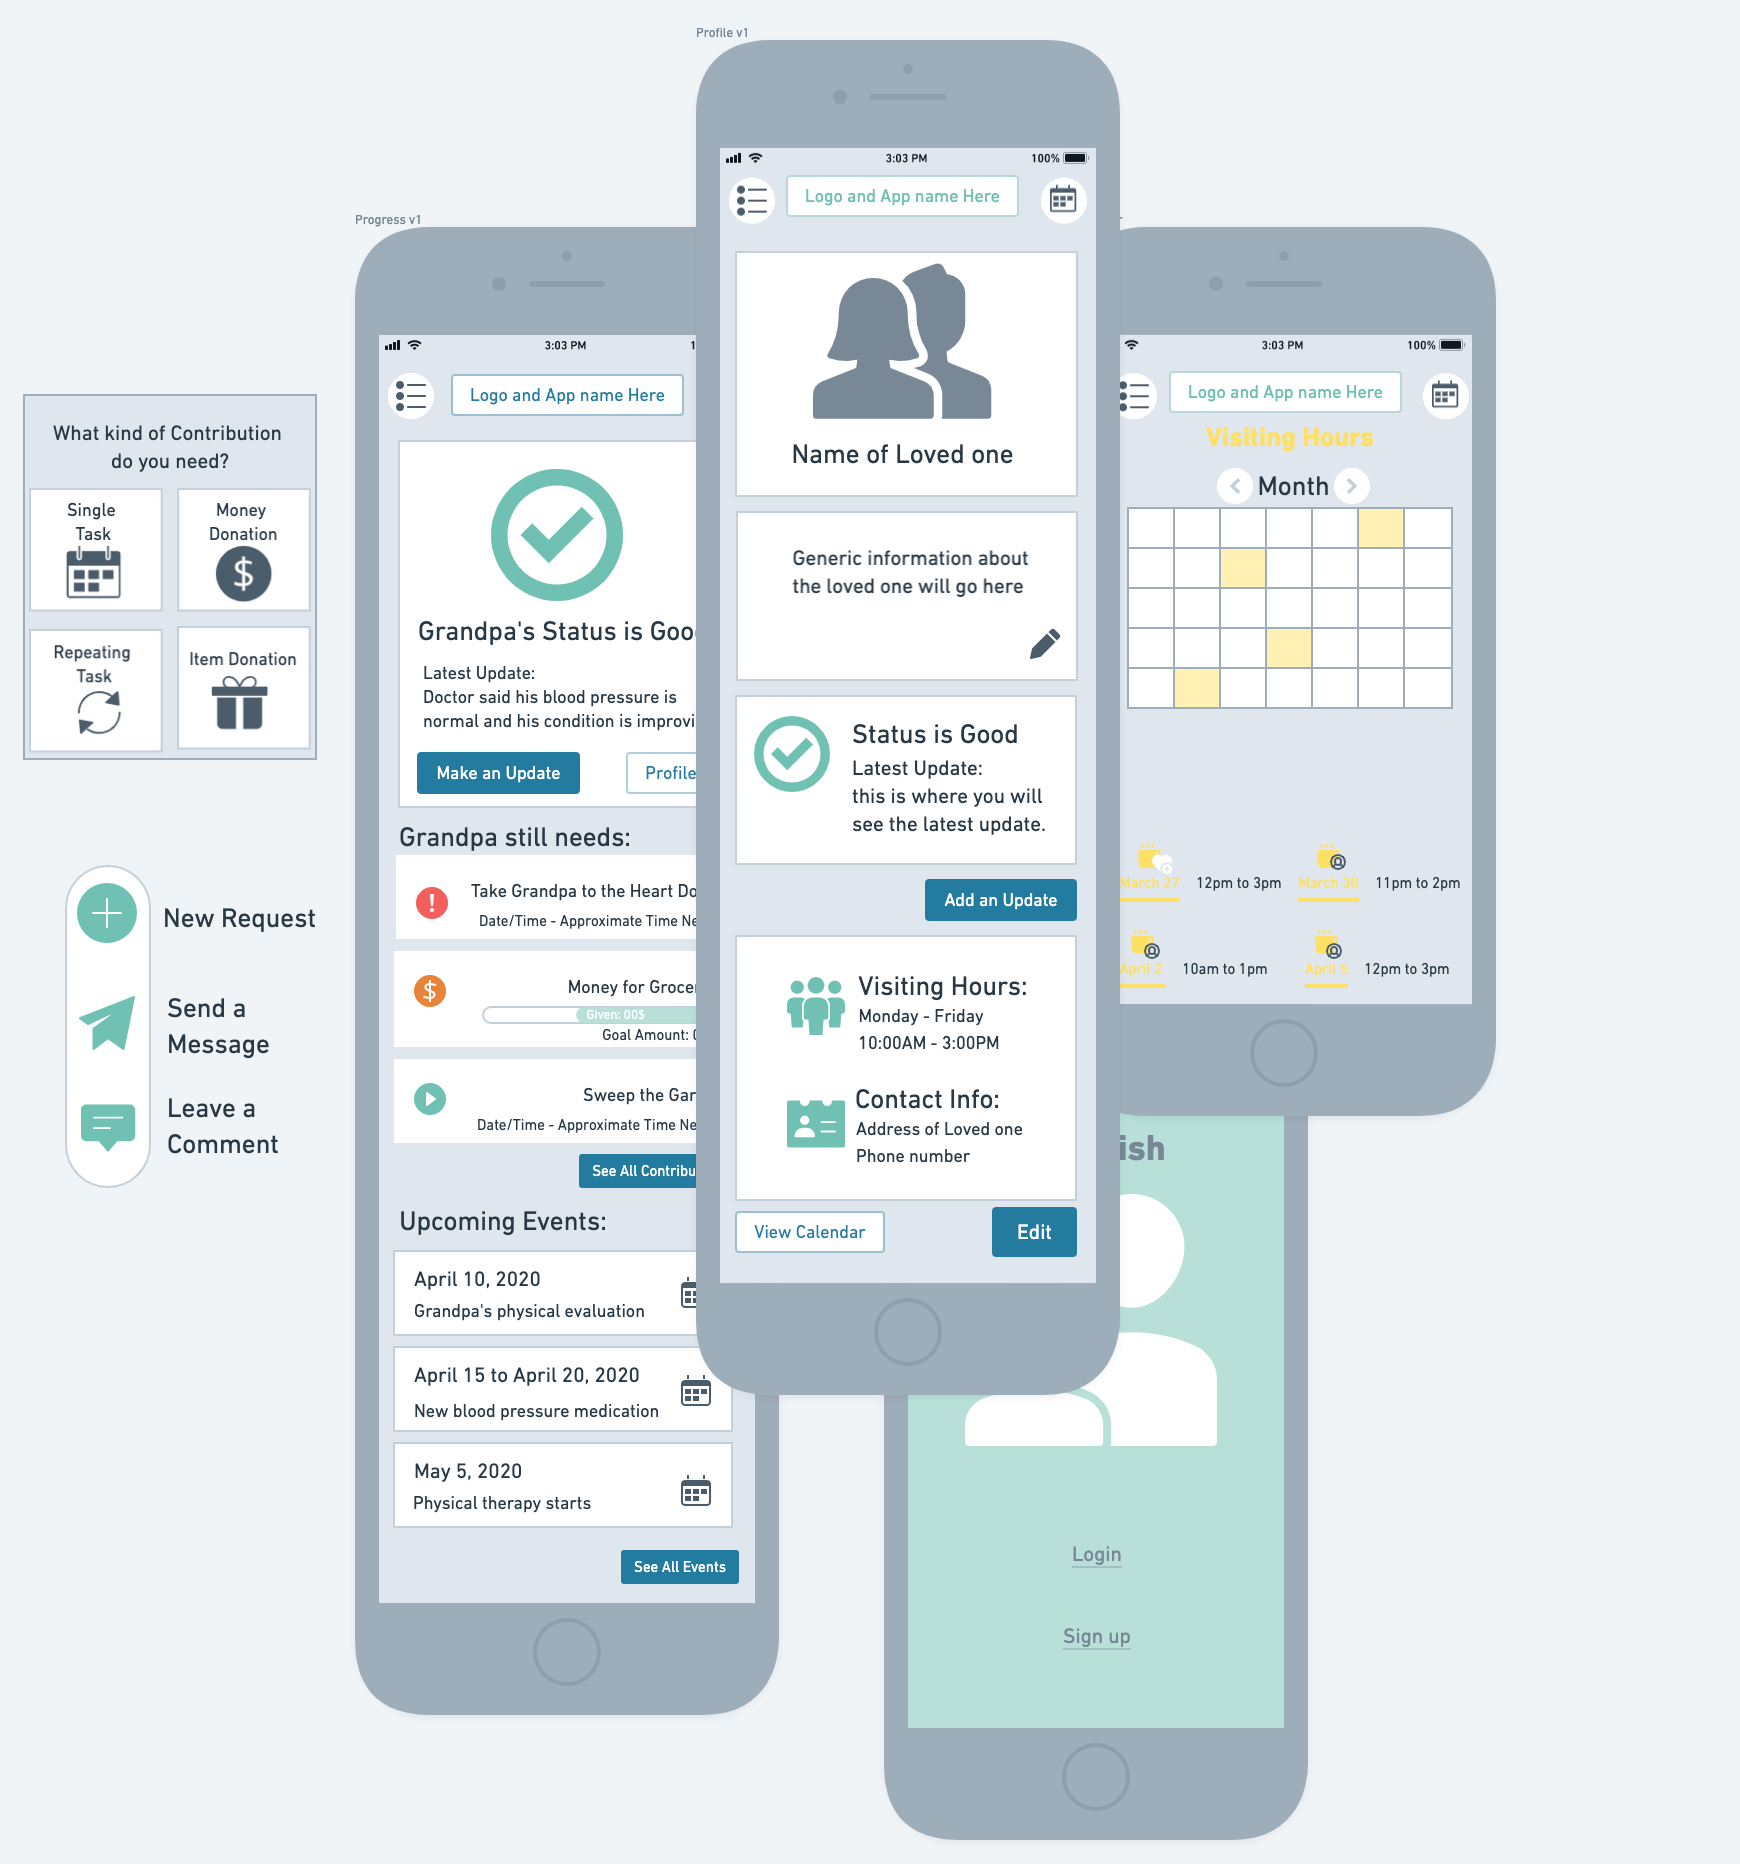 Profile v1
3:03 PM
100%
Logo and App name Here
Name of Loved one
Generic information about
the loved one will go here
Status is Good
Latest Update:
this is where you will
see the latest update.
Add an Update
Visiting Hours:
Monday - Friday
10:00AM - 3:00PM
Contact Info:
Address of Loved one
Phone number
View Calendar
Edit
Progress v1
3:03 PM
1
Logo and App name Here
Grandpa's Status is Goo
Latest Update:
Doctor said his blood pressure is
normal and his condition is improvi
Make an Update
Profile
Grandpa still needs:
Take Grandpa to the Heart Do
Date/Time - Approximate Time Ne
Money for Grocer
Given: 00$
Goal Amount:
Sweep the Gar
Date/Time - Approximate Time Ne
See All Contribu
Upcoming Events:
April 10, 2020
Grandpa's physical evaluation
April 15 to April 20, 2020
New blood pressure medication
May 5, 2020
Physical therapy starts
See All Events
What kind of Contribution
do you need?
Single
Task
Money
Donation
$
Repeating
Task
Item Donation
New Request
Send a
Message
Leave a
Comment
3:03 PM
100%
Logo and App name Here
Visiting Hours
Month
March 27 12pm to 3pm March 30 11pm to 2pm
April 2 10am to 1pm April 5 12pm to 3pm
ish
Login
Sign up